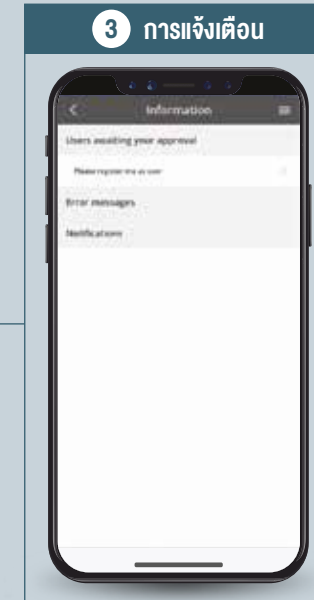 3 การแจ้งเตือน
Information
Users awaiting your approval
Please register me as user
Error messages
Notifications